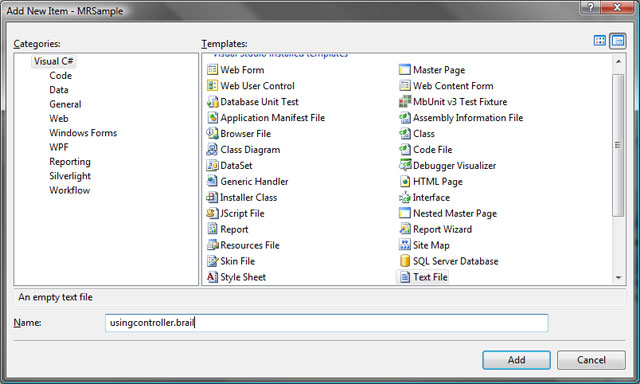 Add New Item - MRSample
Categories:
Templates:
Visual C#
Code
Data
General
Web
Windows Forms
WPF
Reporting
Silverlight
Workflow
Visual Studio installed templates
Web Form
Master Page
Web User Control
Web Content Form
Database Unit Test
MbUnit v3 Test Fixture
Application Manifest File
Assembly Information File
Browser File
Class
Class Diagram
Code File
DataSet
Debugger Visualizer
Generic Handler
HTML Page
Installer Class
Interface
JScript File
Nested Master Page
Report
Report Wizard
Resources File
Site Map
Skin File
SQL Server Database
Style Sheet
Text File
An empty text file
Name:
usingcontroller.brail
Add
Cancel